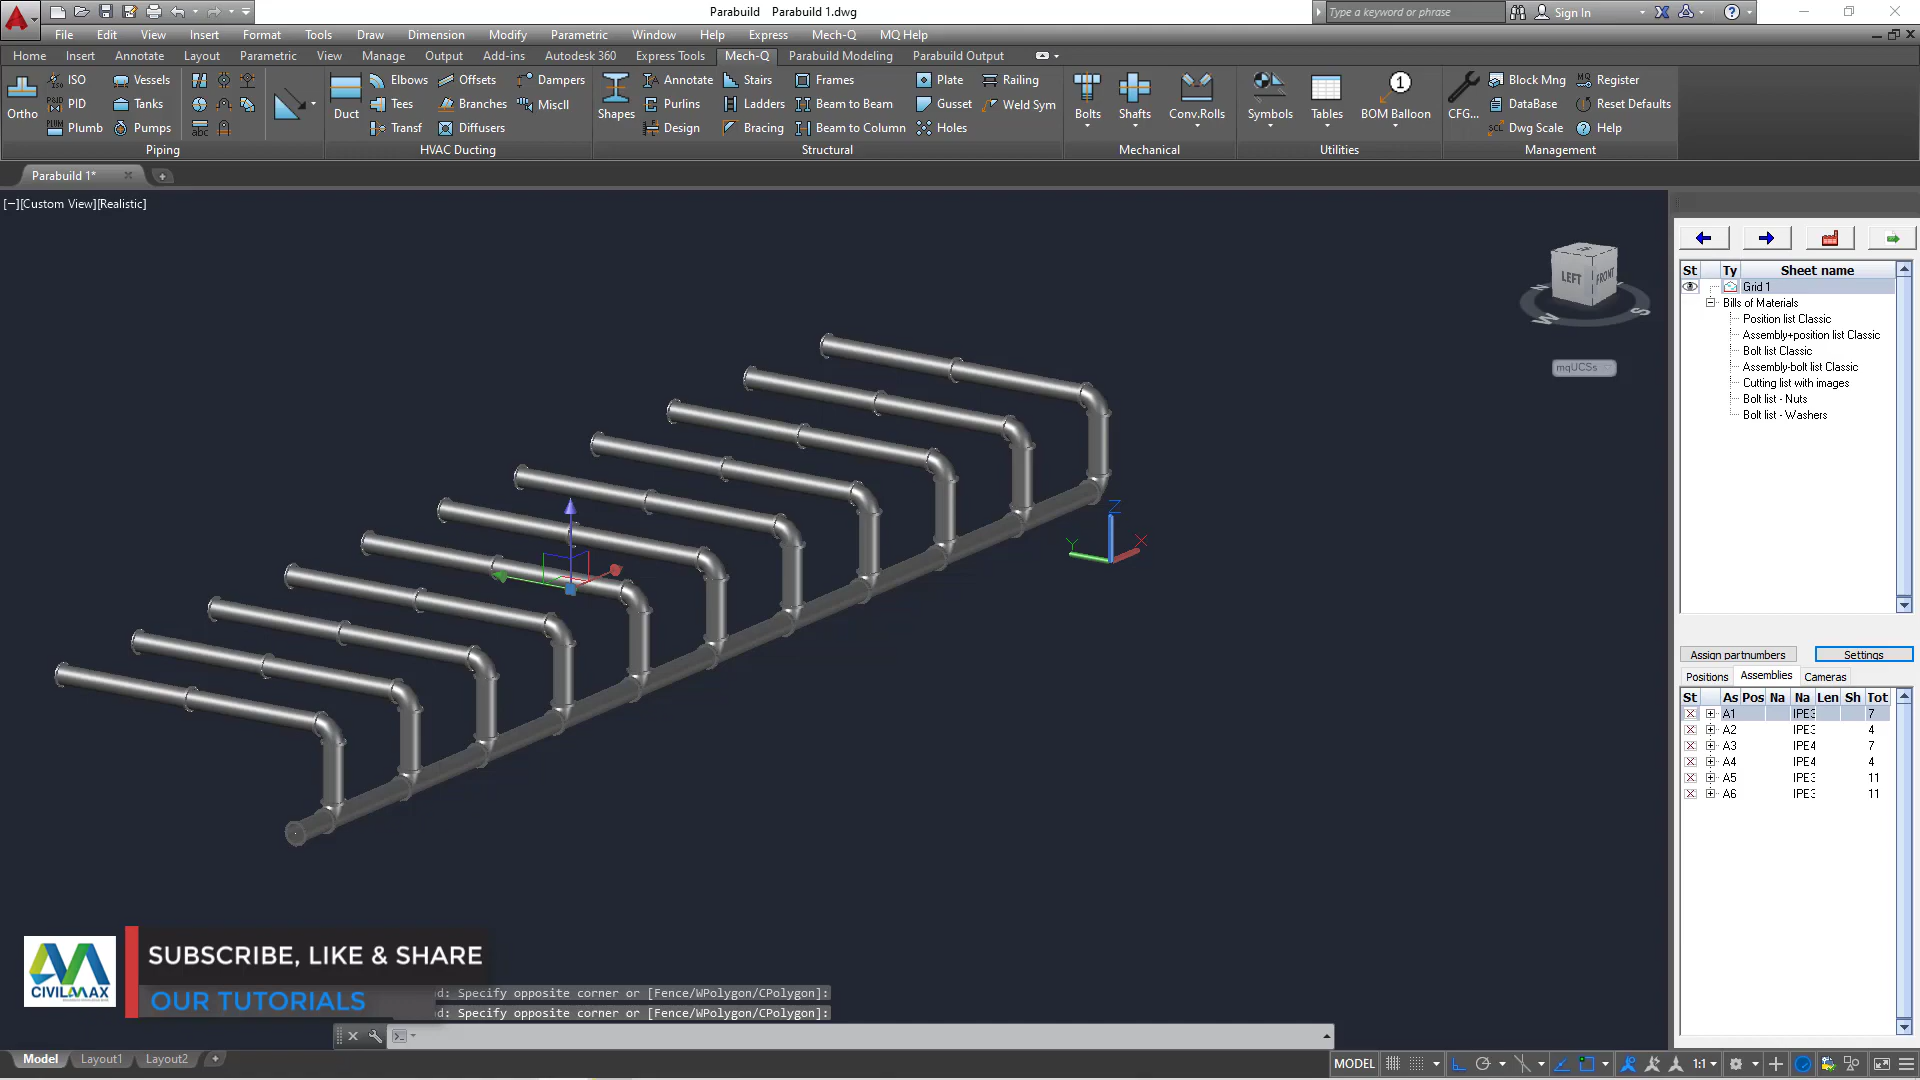 Parabuild Parabuild 1.dwg
Type a keyword or phrase
Sign In
File Edit View Insert Format Tools Draw Dimension Modify Parametric Window Help Express Mech-Q MQ Help
Home Insert Annotate Layout Parametric View Manage Output Add-ins Autodesk 360 Express Tools Mech-Q Parabuild Modeling Parabuild Output
ISO Vessels Elbows Offsets Dampers Annotate Stairs Frames Plate Railing Block Mng Register
Ortho PID Tanks Duct Tees Branches Miscll Shapes Purlins Ladders Beam to Beam Gusset Weld Sym Bolts Shafts Conv.Rolls Symbols Tables BOM Balloon CFG... DataBase Reset Defaults
Plumb Pumps Transf Diffusers Design Bracing Beam to Column Holes Dwg Scale Help
Piping HVAC Ducting Structural Mechanical Utilities Management
Parabuild 1*
[−][Custom View][Realistic]
LEFT FRONT
W S
mqUCSs
Z
Y X
St Ty Sheet name
Grid 1
Bills of Materials
Position list Classic
Assembly+position list Classic
Bolt list Classic
Assembly-bolt list Classic
Cutting list with images
Bolt list - Nuts
Bolt list - Washers
Assign partnumbers Settings
Positions Assemblies Cameras
St As Pos Na Na Len Sh Tot
A1 IPE3 7
A2 IPE3 4
A3 IPE4 7
A4 IPE4 4
A5 IPE3 11
A6 IPE3 11
CIVILMAX
SUBSCRIBE, LIKE & SHARE
OUR TUTORIALS
d: Specify opposite corner or [Fence/WPolygon/CPolygon]:
d: Specify opposite corner or [Fence/WPolygon/CPolygon]:
Model Layout1 Layout2
MODEL 1:1